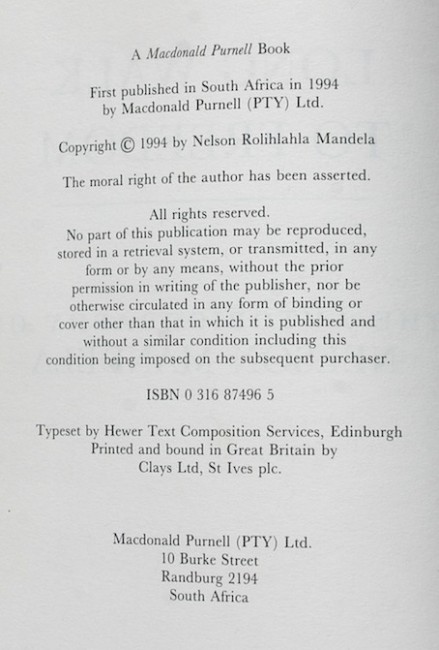 A Macdonald Purnell Book
First published in South Africa in 1994
by Macdonald Purnell (PTY) Ltd.
Copyright © 1994 by Nelson Rolihlahla Mandela
The moral right of the author has been asserted.
All rights reserved.
No part of this publication may be reproduced,
stored in a retrieval system, or transmitted, in any
form or by any means, without the prior
permission in writing of the publisher, nor be
otherwise circulated in any form of binding or
cover other than that in which it is published and
without a similar condition including this
condition being imposed on the subsequent purchaser.
ISBN 0 316 87496 5
Typeset by Hewer Text Composition Services, Edinburgh
Printed and bound in Great Britain by
Clays Ltd, St Ives plc.
Macdonald Purnell (PTY) Ltd.
10 Burke Street
Randburg 2194
South Africa